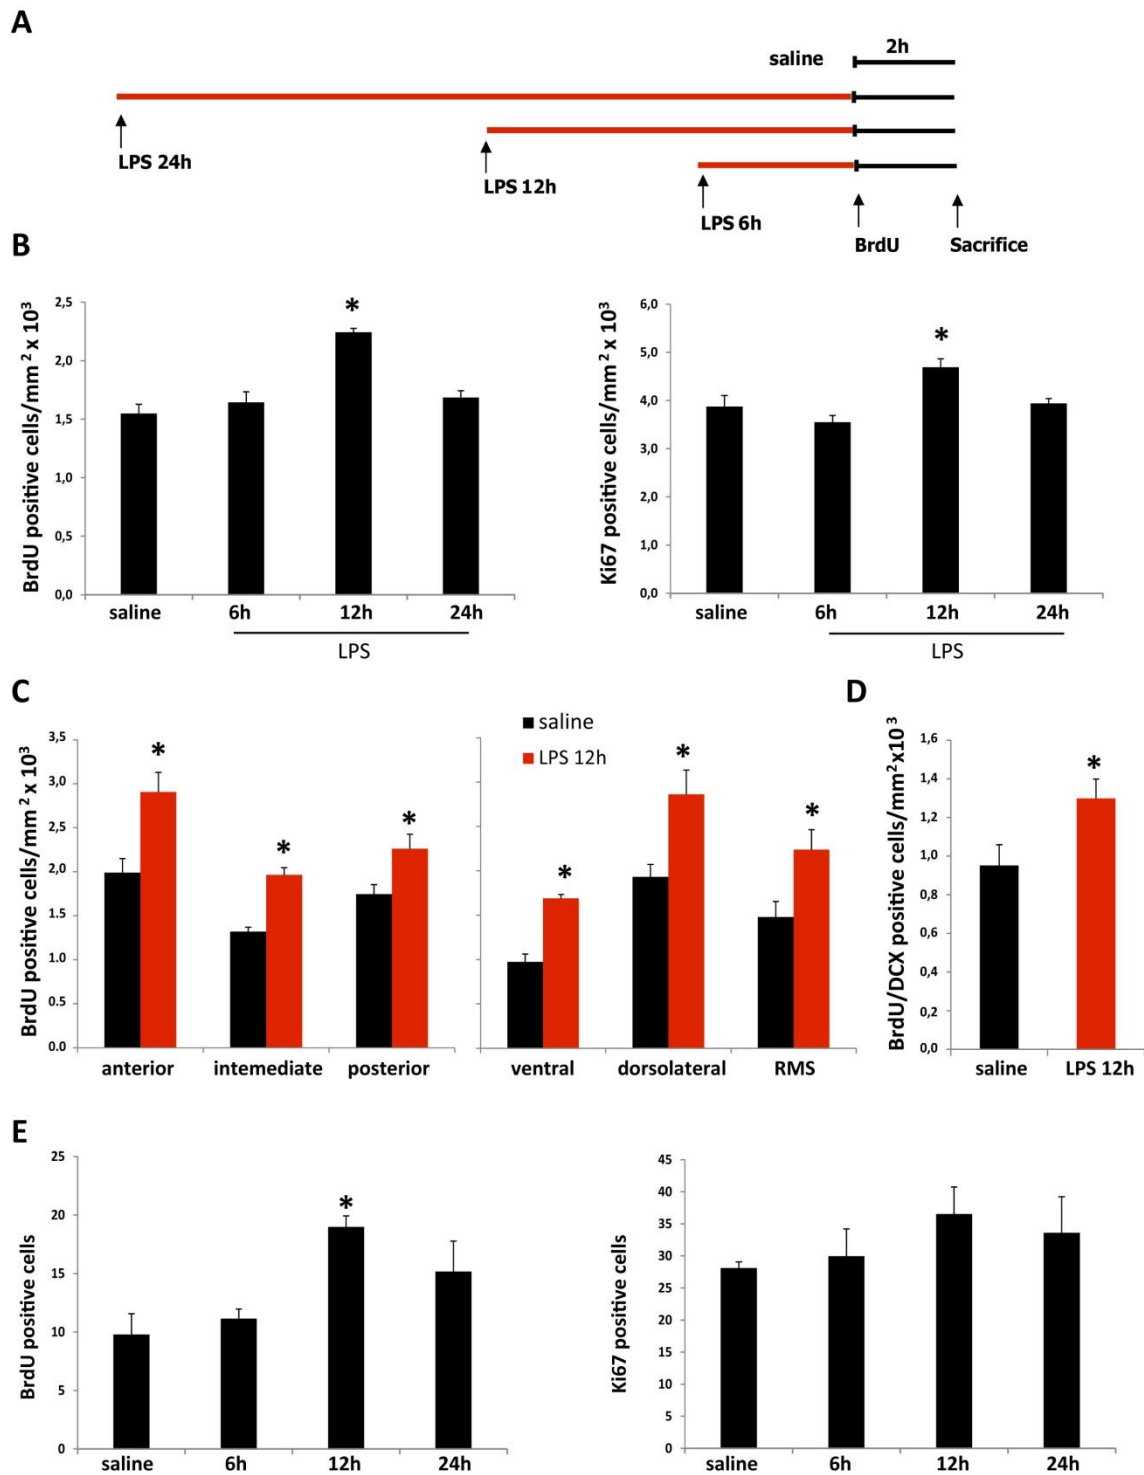 A
saline
2h
LPS 24h
LPS 12h
LPS 6h
BrdU
Sacrifice
B
BrdU positive cells/mm² x 10³
2,5
2,0
1,5
1,0
0,5
0,0
*
saline 6h 12h 24h
LPS
Ki67 positive cells/mm² x 10³
6,0
5,0
4,0
3,0
2,0
1,0
0,0
*
saline 6h 12h 24h
LPS
C
BrdU positive cells/mm² x 10³
3,5
3,0
2,5
2,0
1,5
1.0
0.5
0.0
* * *
anterior intemediate posterior
saline
LPS 12h
* * *
ventral dorsolateral RMS
D
BrdU/DCX positive cells/mm²x10³
1,6
1,4
1,2
1,0
0,8
0,6
0,4
0,2
0,0
*
saline LPS 12h
E
BrdU positive cells
25
20
15
10
5
0
*
saline 6h 12h 24h
Ki67 positive cells
45
40
35
30
25
20
15
10
5
0
saline 6h 12h 24h